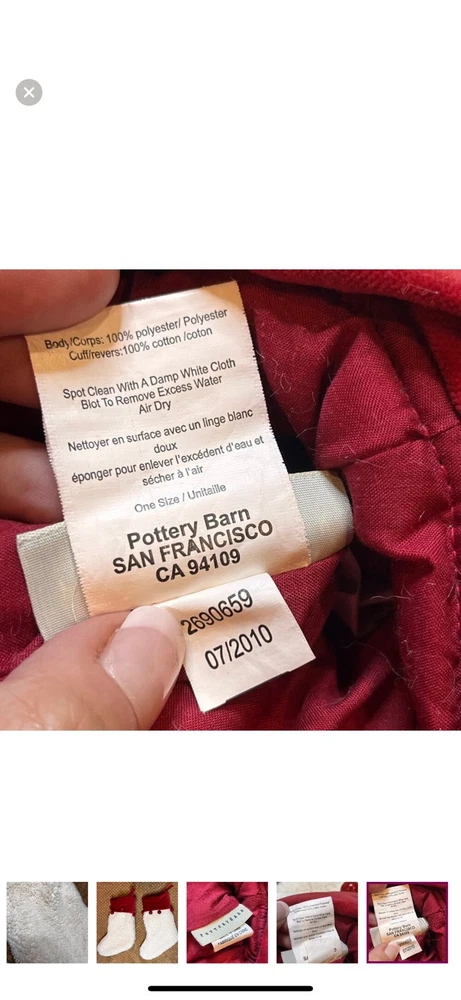 Body/Corps: 100% polyester/ Polyester
Cuff/revers:100% cotton /coton
Spot Clean With A Damp White Cloth
Blot To Remove Excess Water
Air Dry
Nettoyer en surface avec un linge blanc
doux
éponger pour enlever l'excédent d'eau et
sécher à l'air
One Size / Unitaille
Pottery Barn
SAN FRANCISCO
CA 94109
2690659
07/2010